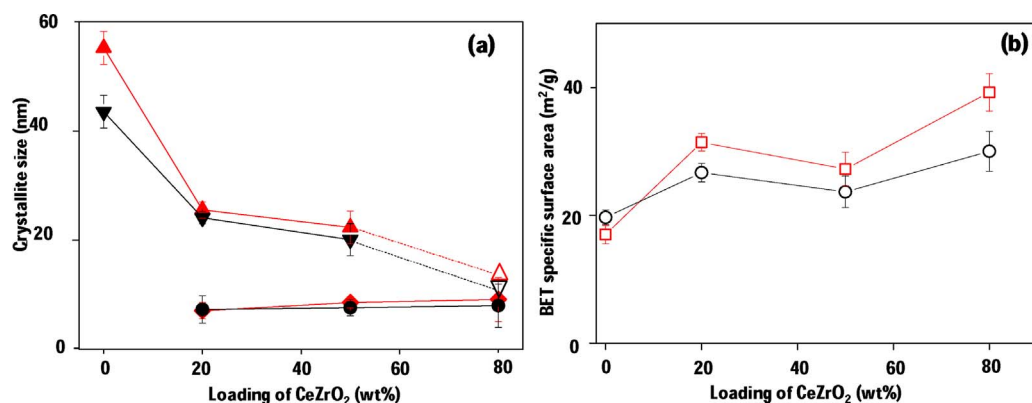 (a)
Crystallite size (nm)
60
40
20
0
0 20 40 60 80
Loading of CeZrO2 (wt%)
(b)
BET specific surface area (m2/g)
40
20
0
0 20 40 60 80
Loading of CeZrO2 (wt%)